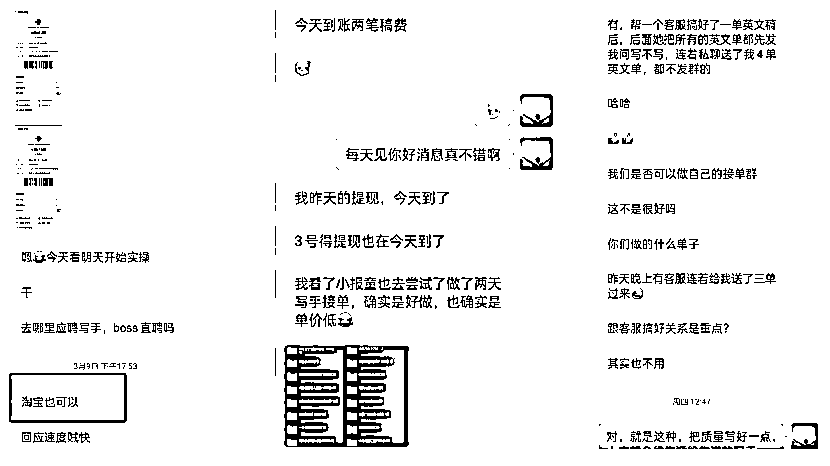 嗯今天看明天开始实操
干
去哪里应聘写手，boss直聘吗
3月9日 下午17:53
淘宝也可以
回应速度贼快
今天到账两笔稿费
每天见你好消息真不错啊
我昨天的提现，今天到了
3号得提现也在今天到了
我看了小报童也去尝试了做了两天
写手接单，确实是好做，也确实是
单价低
有，帮一个客服搞好了一单英文稿
后，后面她把所有的英文单都先发
我问写不写，连着私聊送了我4单
英文单，都不发群的
哈哈
我们是否可以做自己的接单群
这不是很好吗
你们做的什么单子
昨天晚上有客服连着给我送了三单
过来
跟客服搞好关系是重点？
其实也不用
周四 12:47
对，就是这种，把质量写好一点，